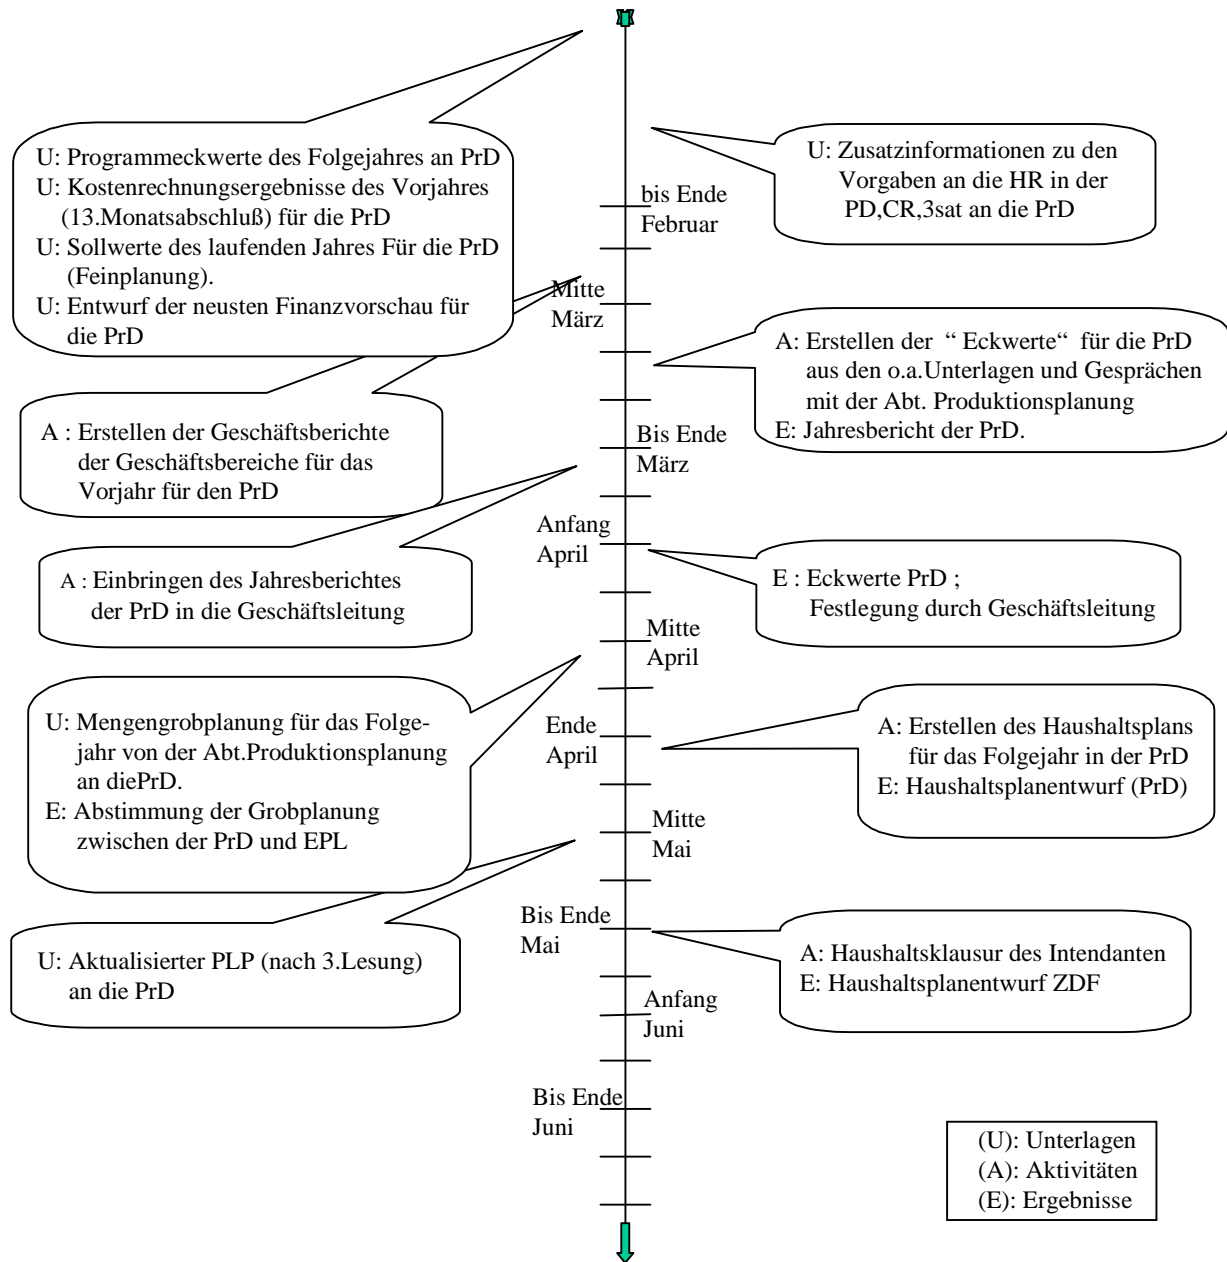 U: Programmeckwerte des Folgejahres an PrD
U: Kostenrechnungsergebnisse des Vorjahres
(13.Monatsabschluß) für die PrD
U: Sollwerte des laufenden Jahres Für die PrD
(Feinplanung).
U: Entwurf der neusten Finanzvorschau für
die PrD
U: Zusatzinformationen zu den
Vorgaben an die HR in der
PD,CR,3sat an die PrD
bis Ende
Februar
Mitte
März
A: Erstellen der “ Eckwerte“ für die PrD
aus den o.a.Unterlagen und Gesprächen
mit der Abt. Produktionsplanung
E: Jahresbericht der PrD.
A : Erstellen der Geschäftsberichte
der Geschäftsbereiche für das
Vorjahr für den PrD
Bis Ende
März
Anfang
April
A : Einbringen des Jahresberichtes
der PrD in die Geschäftsleitung
E : Eckwerte PrD ;
Festlegung durch Geschäftsleitung
Mitte
April
U: Mengengrobplanung für das Folge-
jahr von der Abt.Produktionsplanung
an diePrD.
E: Abstimmung der Grobplanung
zwischen der PrD und EPL
Ende
April
A: Erstellen des Haushaltsplans
für das Folgejahr in der PrD
E: Haushaltsplanentwurf (PrD)
Mitte
Mai
Bis Ende
Mai
U: Aktualisierter PLP (nach 3.Lesung)
an die PrD
A: Haushaltsklausur des Intendanten
E: Haushaltsplanentwurf ZDF
Anfang
Juni
Bis Ende
Juni
(U): Unterlagen
(A): Aktivitäten
(E): Ergebnisse